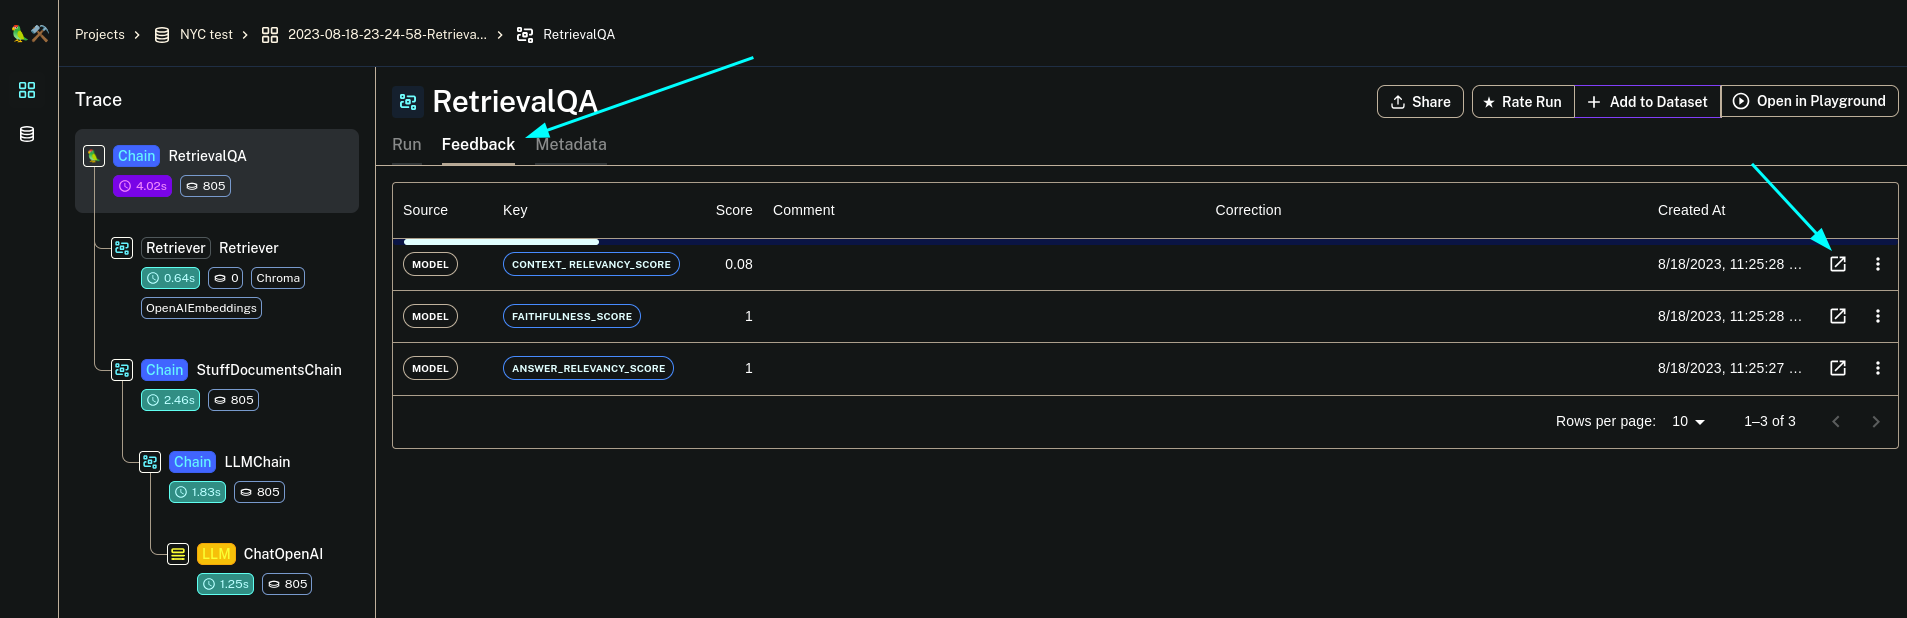 Projects > NYC test > 2023-08-18-23-24-58-Retrieva... > RetrievalQA
Trace
Chain RetrievalQA
4.02s 805
Retriever Retriever
0.64s 0 Chroma
OpenAIEmbeddings
Chain StuffDocumentsChain
2.46s 805
Chain LLMChain
1.83s 805
LLM ChatOpenAI
1.25s 805
RetrievalQA
Share Rate Run Add to Dataset Open in Playground
Run Feedback Metadata
Source Key Score Comment Correction Created At
MODEL CONTEXT_ RELEVANCY_SCORE 0.08 8/18/2023, 11:25:28 ...
MODEL FAITHFULNESS_SCORE 1 8/18/2023, 11:25:28 ...
MODEL ANSWER_RELEVANCY_SCORE 1 8/18/2023, 11:25:27 ...
Rows per page: 10 1–3 of 3